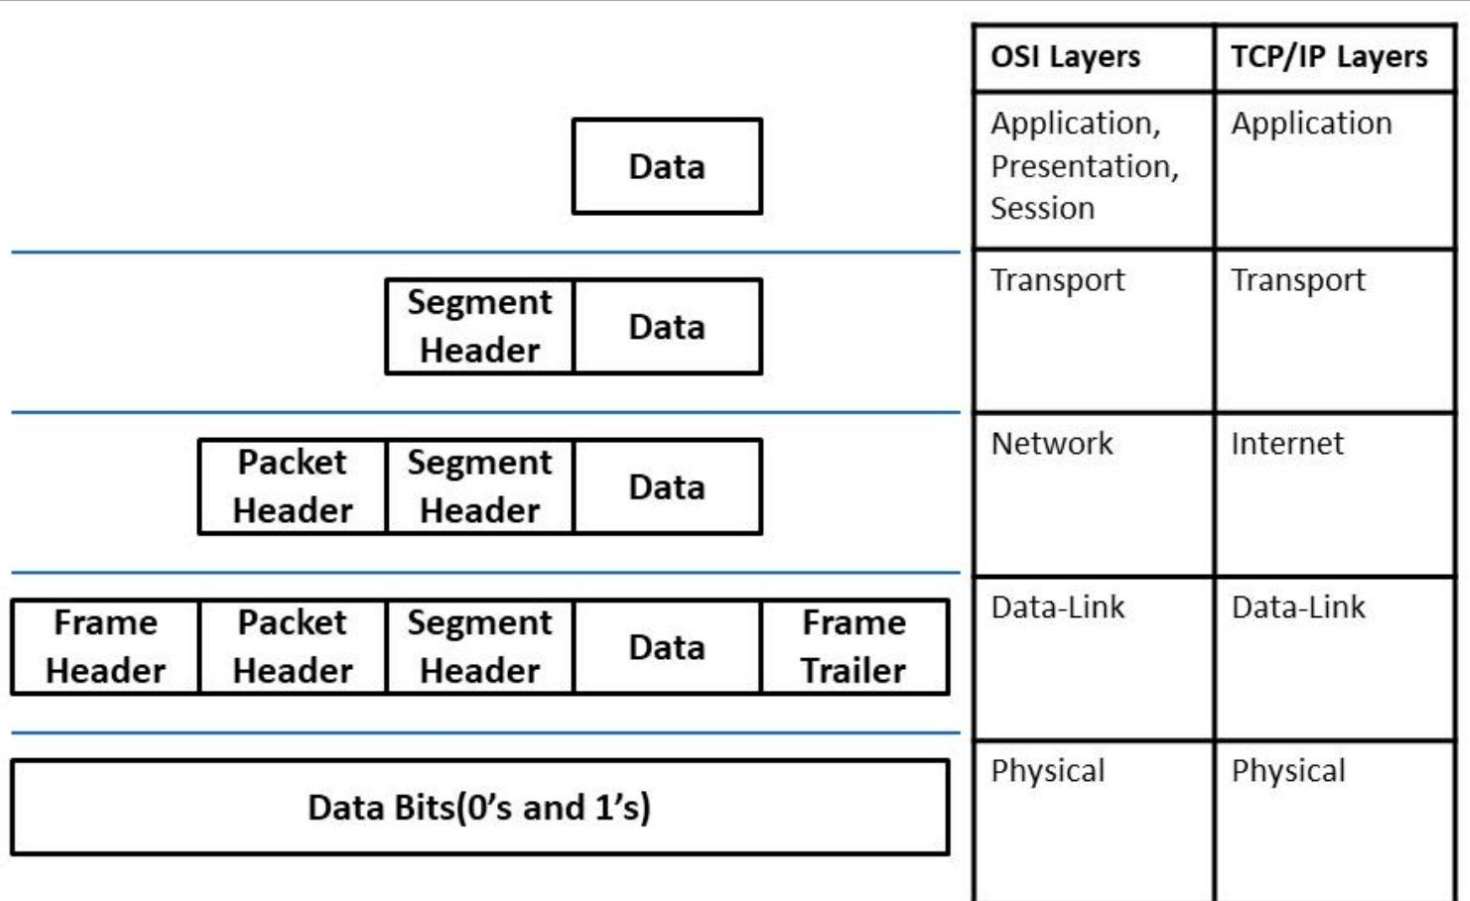 OSI Layers
TCP/IP Layers
Data
Application,
Presentation,
Session
Application
Segment
Header
Data
Transport
Transport
Packet
Header
Segment
Header
Data
Network
Internet
Frame
Header
Packet
Header
Segment
Header
Data
Frame
Trailer
Data-Link
Data-Link
Data Bits(0’s and 1’s)
Physical
Physical